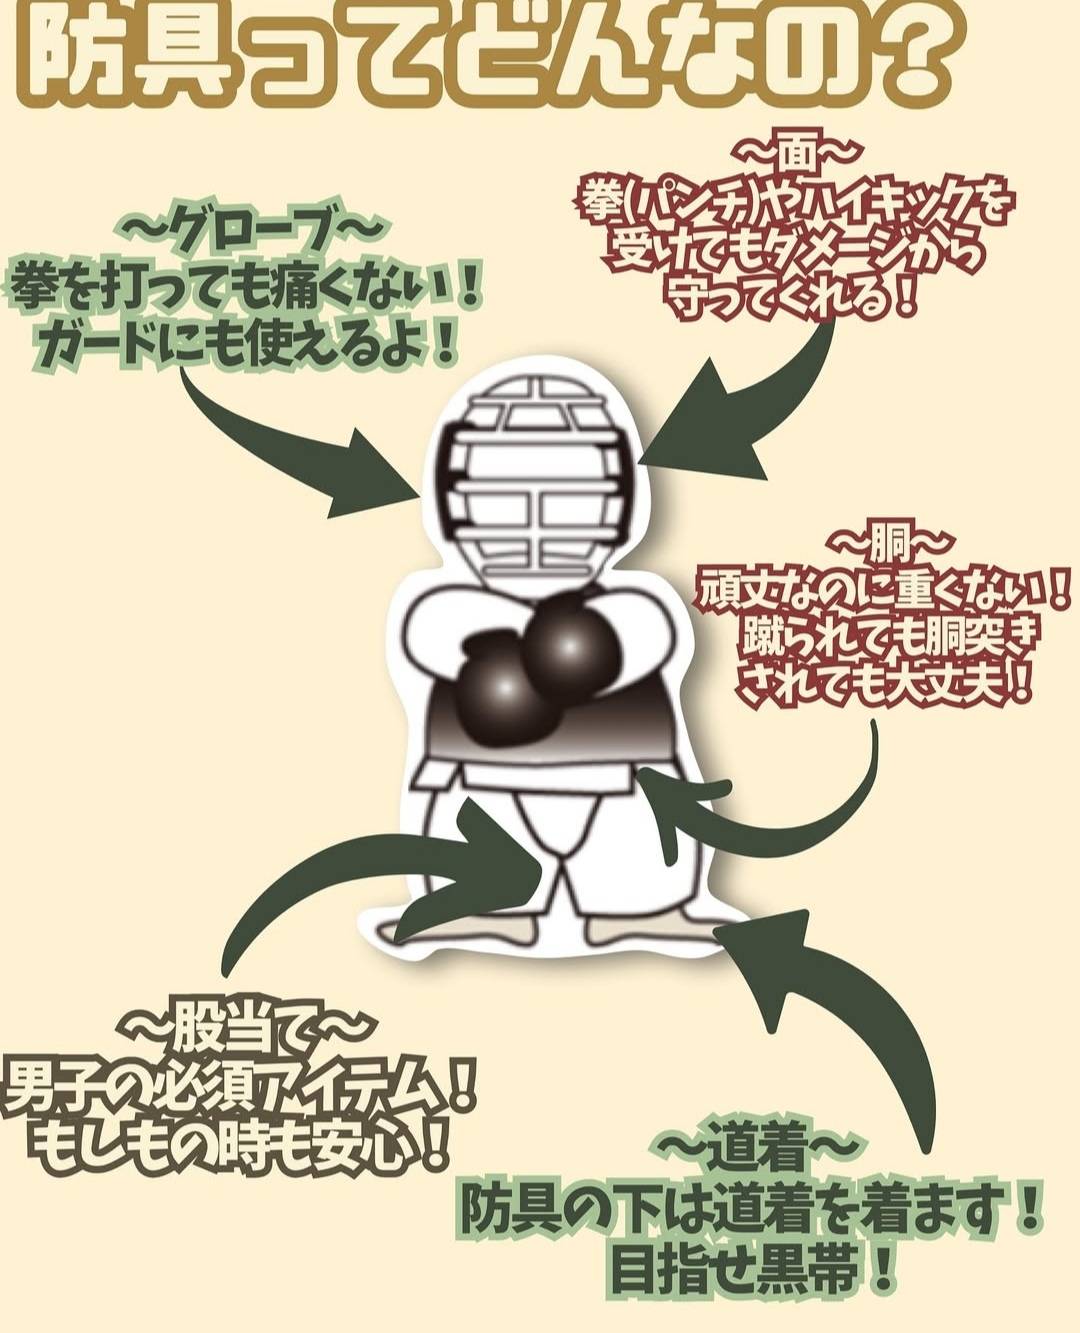 防具ってどんなの?
〜面〜
拳(パンチ)やハイキックを
受けてもダメージから
守ってくれる!
〜グローブ〜
拳を打っても痛くない!
ガードにも使えるよ!
〜胴〜
頑丈なのに重くない!
蹴られても胴突き
されても大丈夫!
〜股当て〜
男子の必須アイテム!
もしもの時も安心!
〜道着〜
防具の下は道着を着ます!
目指せ黒帯!